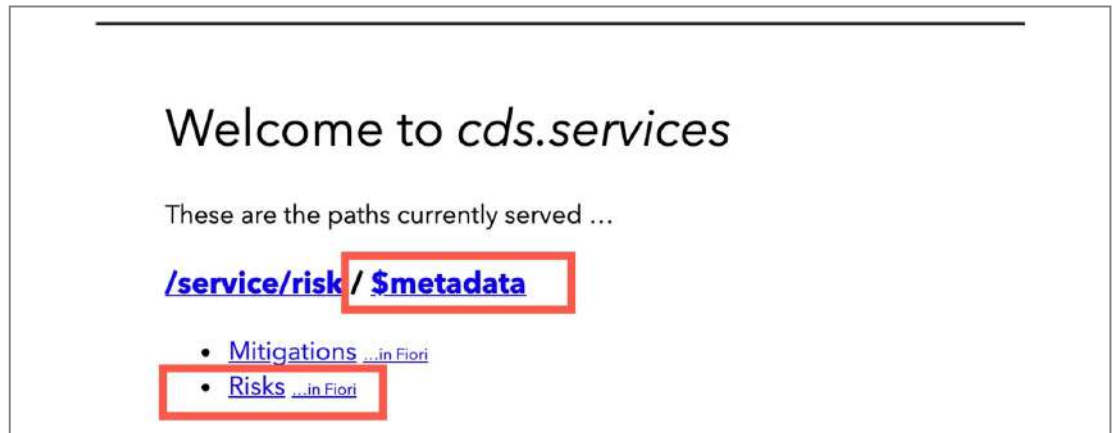 Welcome to cds.services
These are the paths currently served ...
/service/risk / $metadata
• Mitigations ...in Fiori
• Risks ...in Fiori